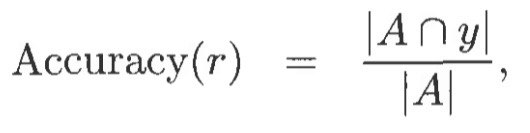 Accuracy(r) = |A ∩ y| / |A|,